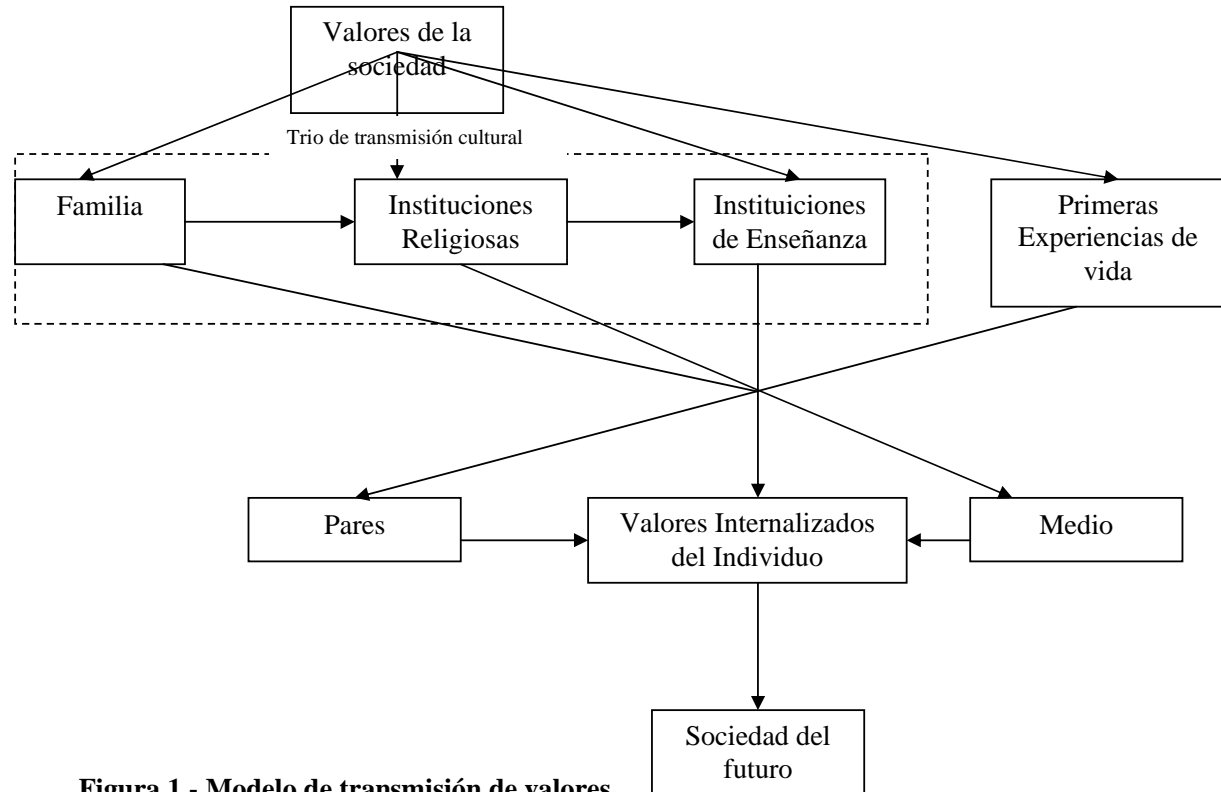 Valores de la
sociedad
Trio de transmisión cultural
Familia
Instituciones
Religiosas
Instituiciones
de Enseñanza
Primeras
Experiencias de
vida
Pares
Valores Internalizados
del Individuo
Medio
Sociedad del
futuro
Figura 1 - Modelo de transmisión de valores